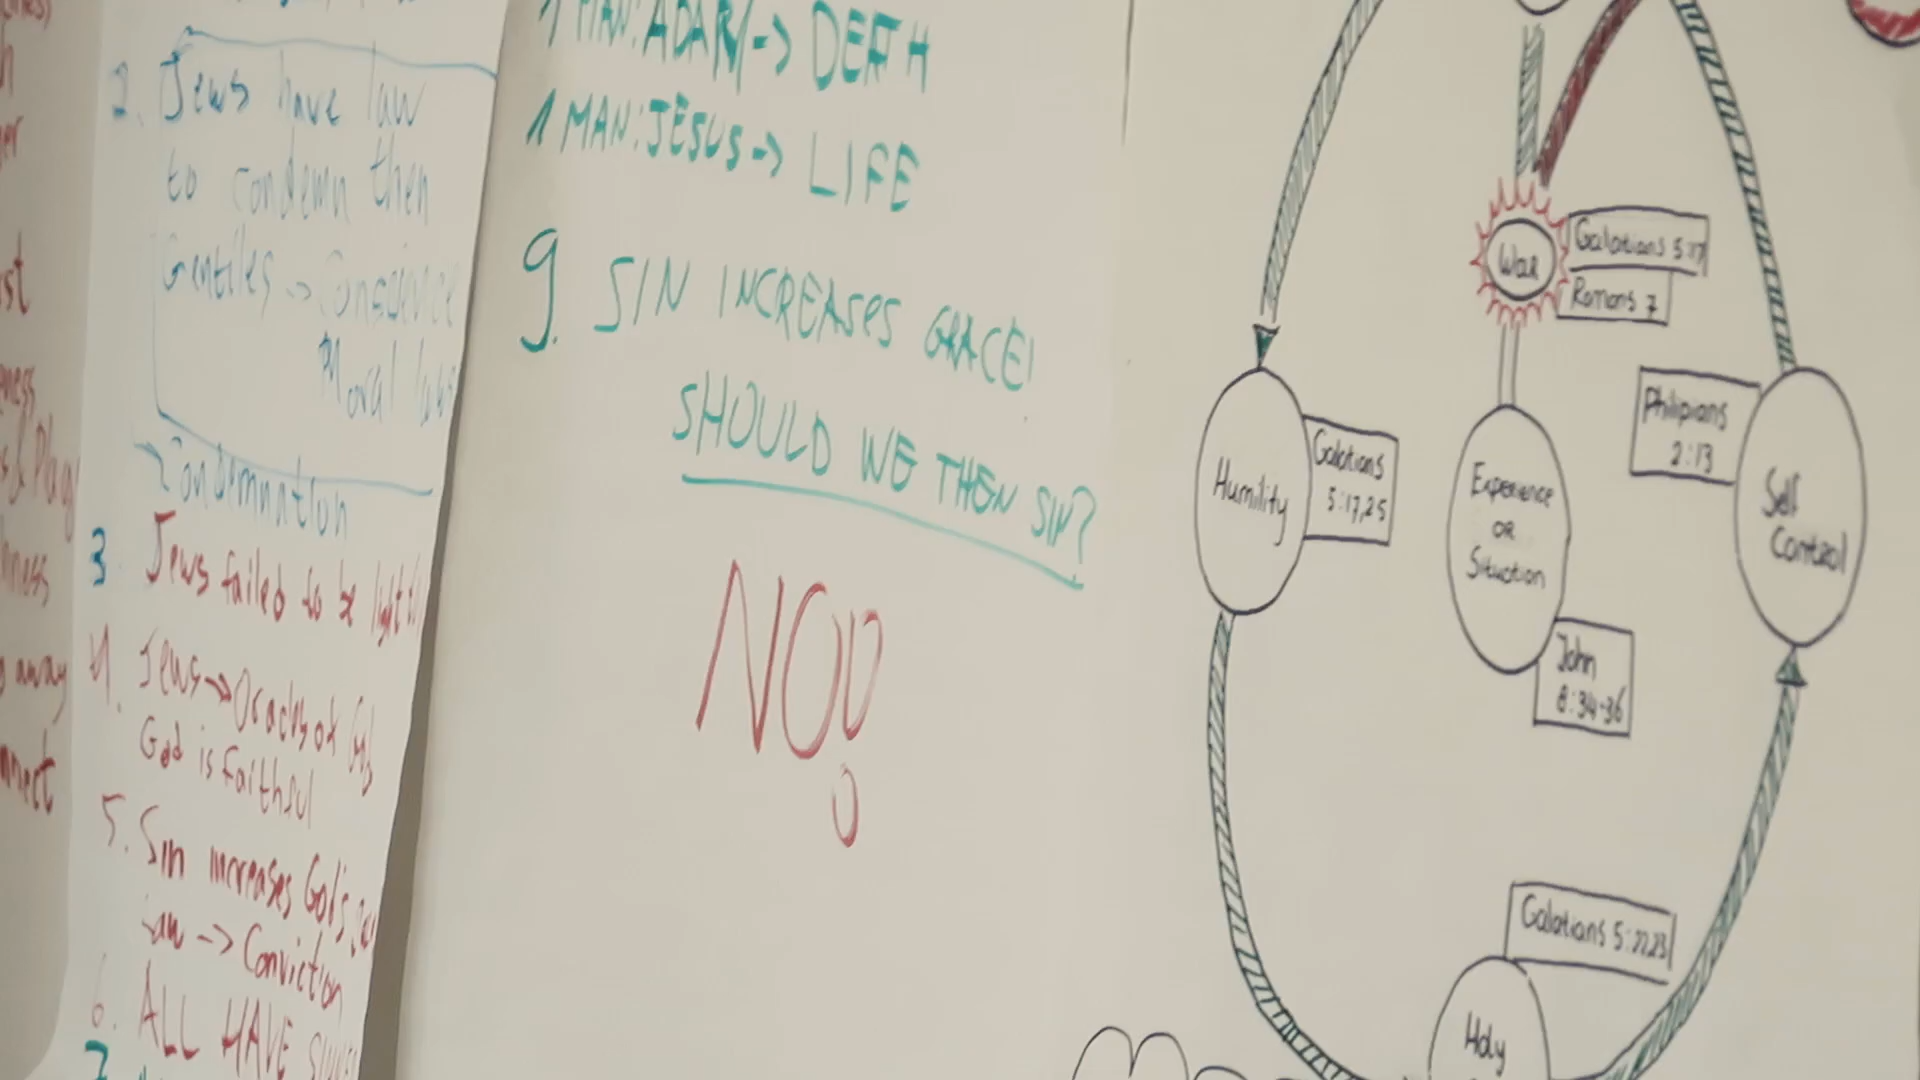 2. Jews have law
to condemn then
Gentiles -> Conscience
Moral law
Condemnation
3. Jews failed to be light
4. Jews -> Oracles of
God is faithful
5. Sin increases God's
law -> Conviction
6. ALL HAVE
7.
away
1 MAN: ADAM -> DEATH
1 MAN: JESUS -> LIFE
9. SIN INCREASES GRACE!
SHOULD WE THEN SIN?
NO!
War
Galatians 5:17
Romans 7
Humility
Galatians
5:17,25
Experience
OR
Situation
John
8:34-36
Philipians
2:13
Self
Control
Galatians 5:22,23
Holy